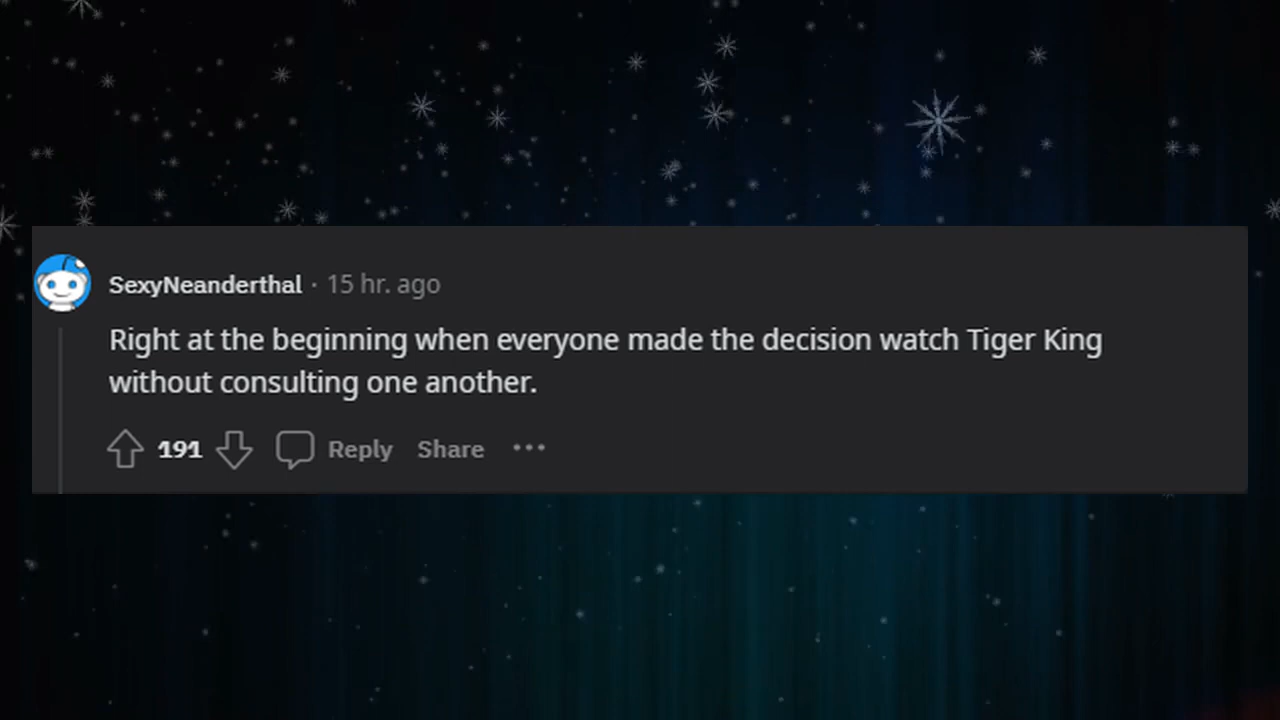 SexyNeanderthal · 15 hr. ago
Right at the beginning when everyone made the decision watch Tiger King
without consulting one another.
191 Reply Share ...